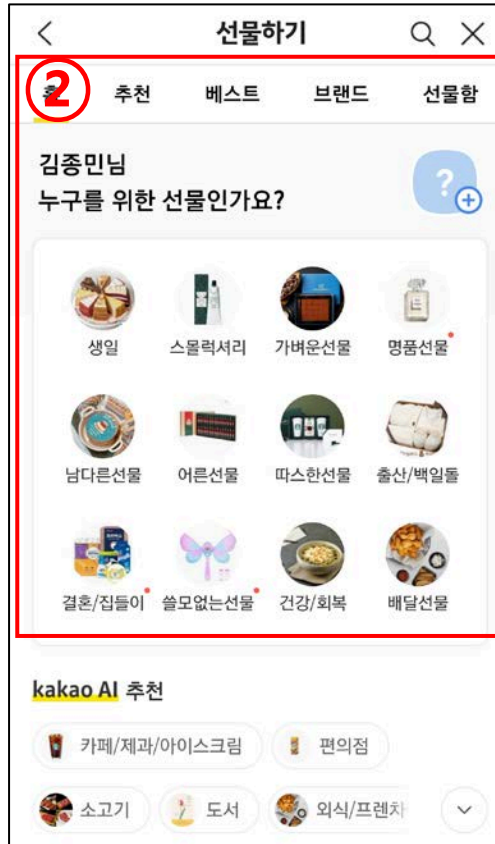 선물하기
② 추천 베스트 브랜드 선물함
김종민님
누구를 위한 선물인가요?
?
생일 스몰럭셔리 가벼운선물 명품선물
남다른선물 어른선물 따스한선물 출산/백일돌
결혼/집들이 쓸모없는선물 건강/회복 배달선물
kakao AI 추천
카페/제과/아이스크림 편의점
소고기 도서 외식/프렌차